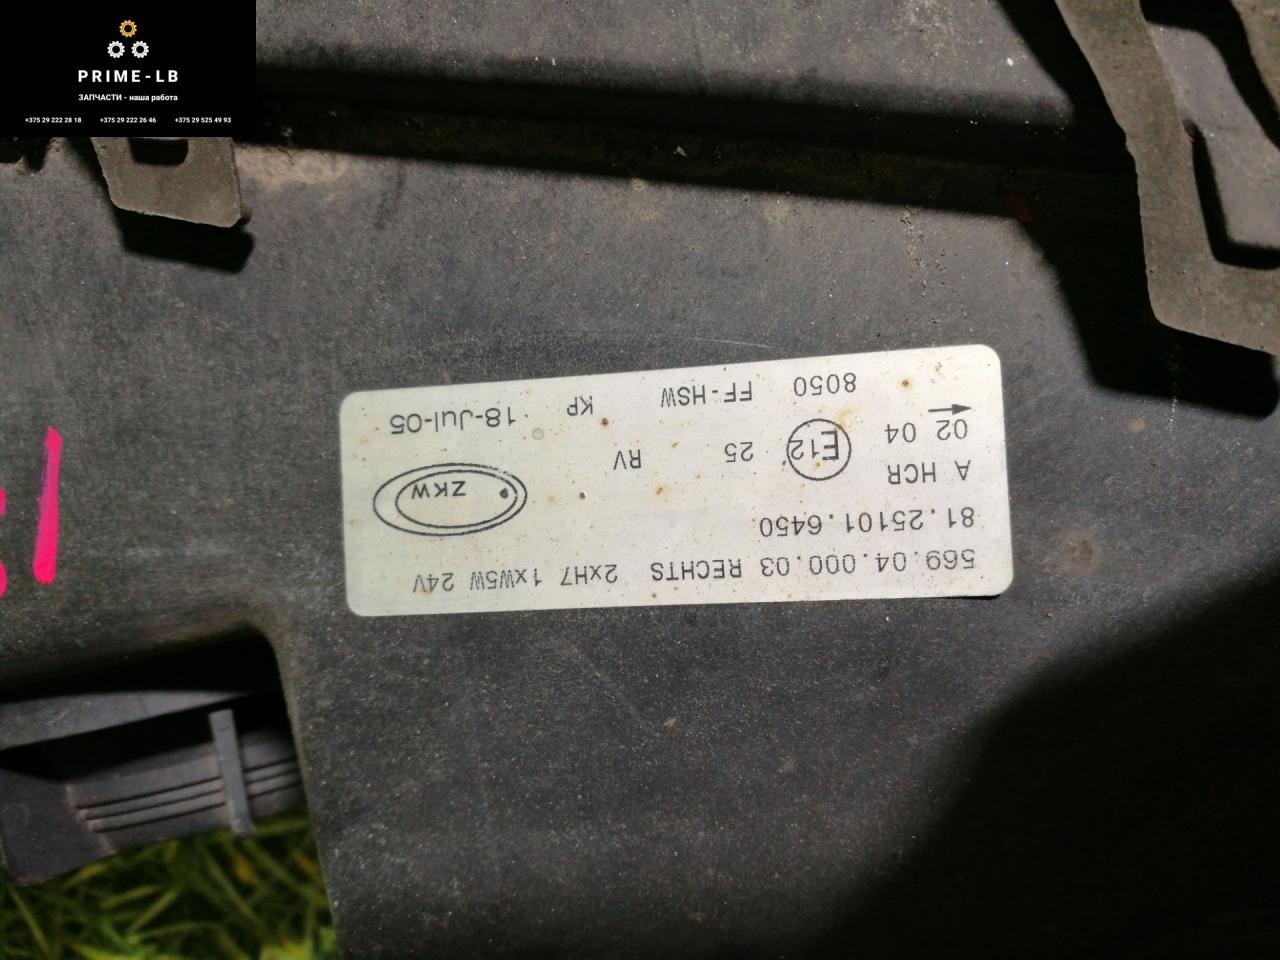 PRIME-LB
ЗАПЧАСТИ - наша работа
+375 29 222 28 18 +375 29 222 26 46 +375 29 525 49 93
569.04.000.03 RECHTS 2xH7 1xW5W 24V
81.25101.6450
A HCR
02 04 E12 25 RV
8050 FF-HSW KP 18-Jul-05
ZKW